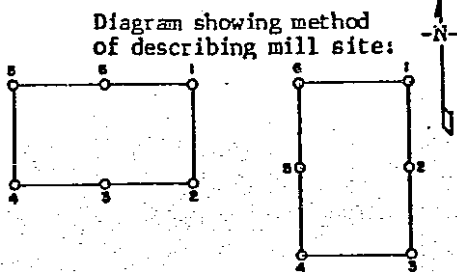 Diagram showing method
of describing mill site:
-N-
5 6 1
4 3 2
6 1
5 2
4 3